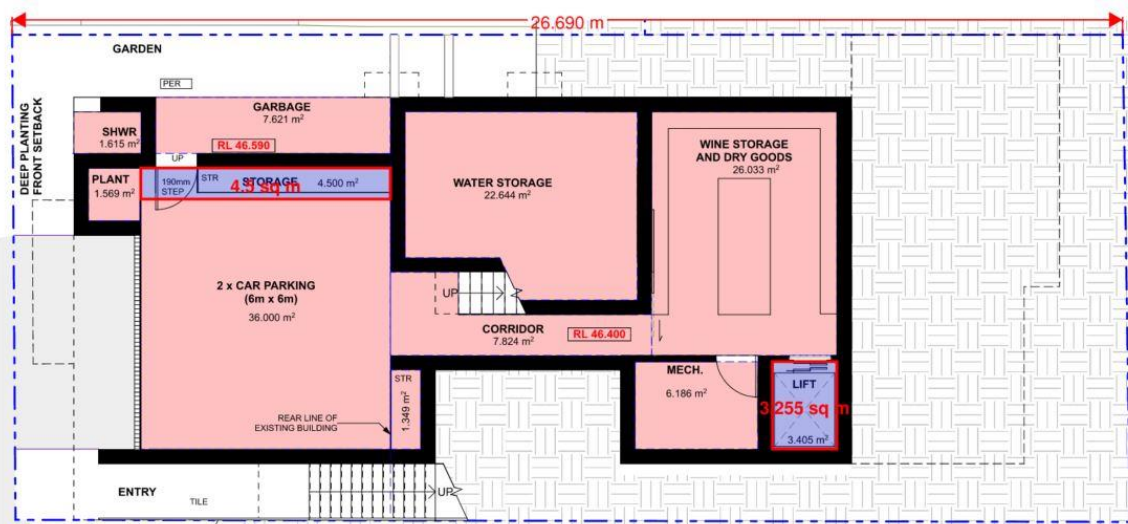 26.690 m
GARDEN
DEEP PLANTING
FRONT SETBACK
PER
GARBAGE
7.621 m²
RL 46.590
SHWR
1.615 m²
UP
PLANT
1.569 m²
190mm
STEP
STR
STORAGE
4.500 m²
4.5 sq m
WATER STORAGE
22.644 m²
WINE STORAGE
AND DRY GOODS
26.033 m²
2 x CAR PARKING
(6m x 6m)
36.000 m²
UP
CORRIDOR
7.824 m²
RL 46.400
STR
1.349 m²
MECH.
6.186 m²
LIFT
3.255 sq m
3.405 m²
REAR LINE OF
EXISTING BUILDING
ENTRY
TILE
UP